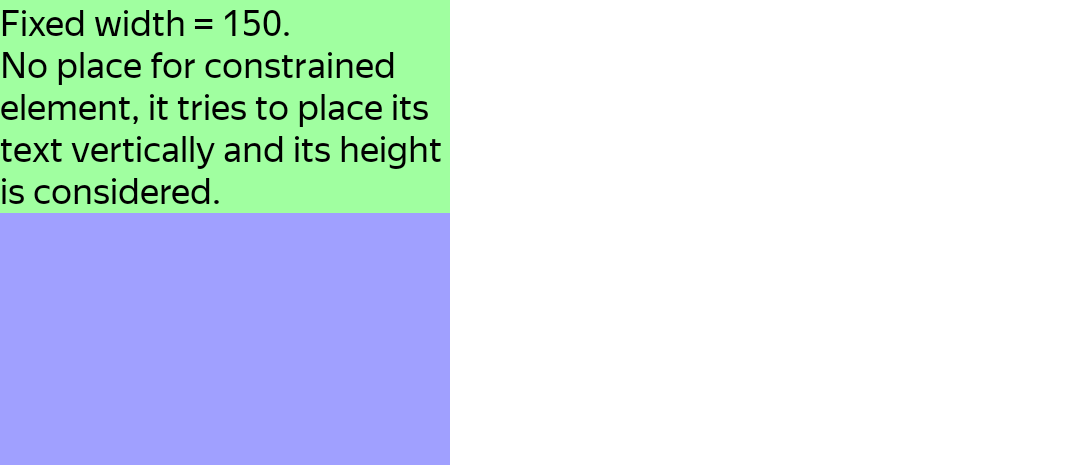 Fixed width = 150.
No place for constrained
element, it tries to place its
text vertically and its height
is considered.